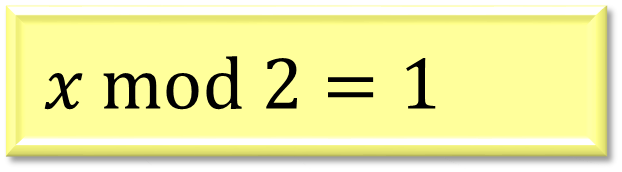 x mod 2 = 1